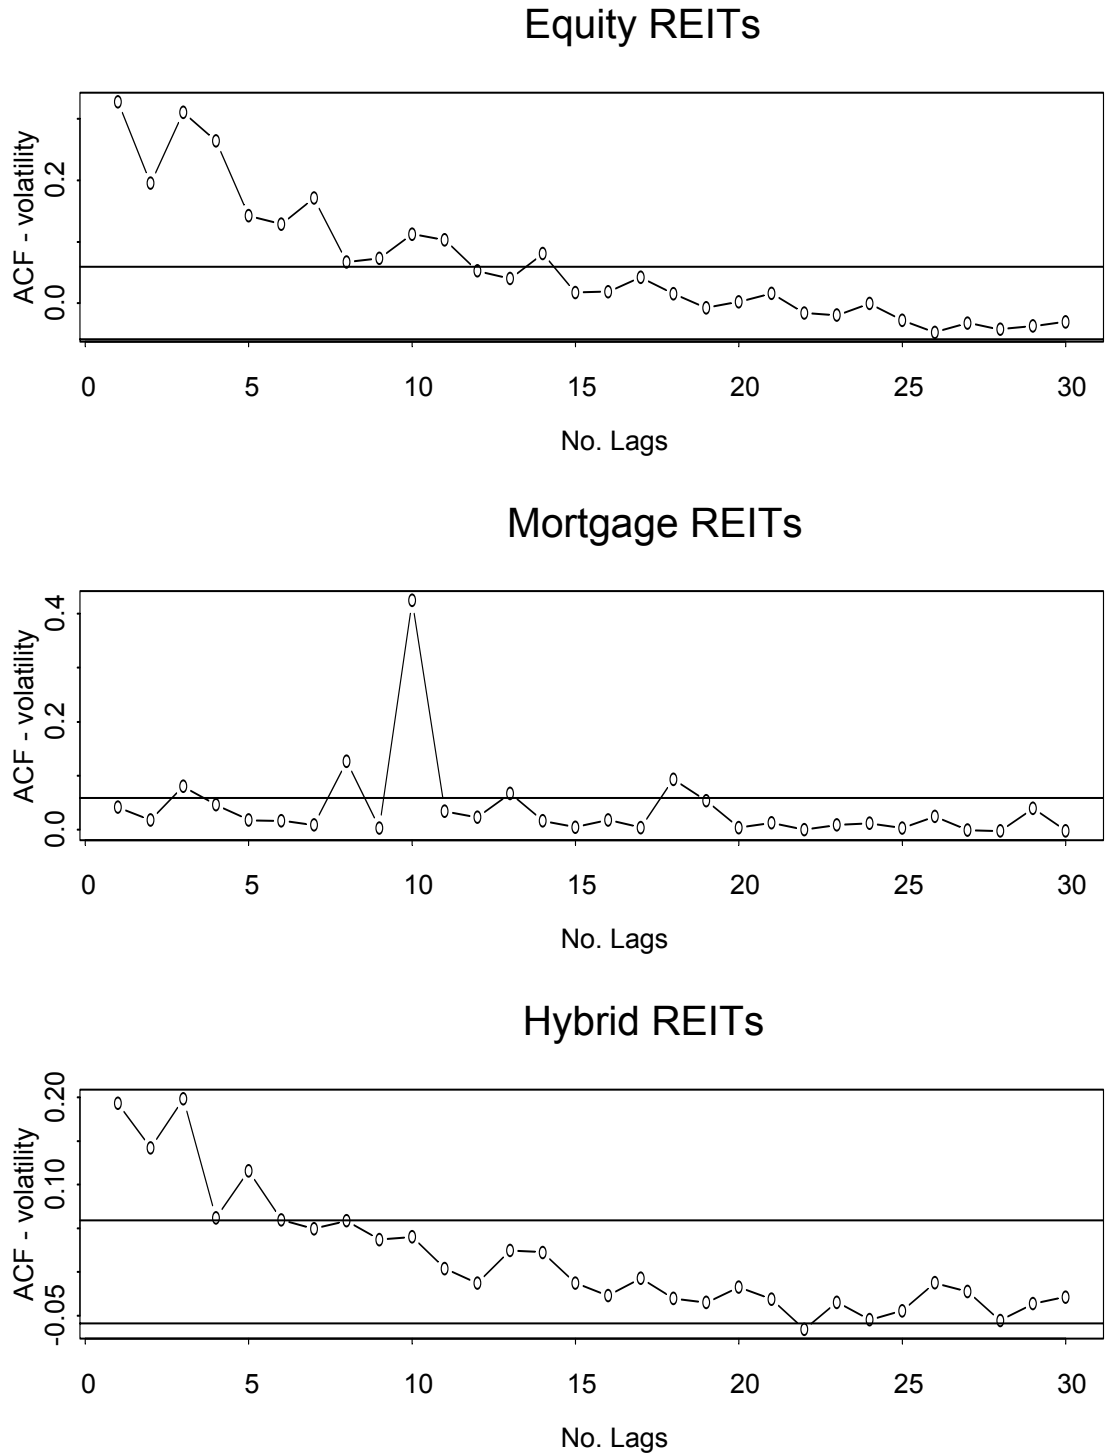 Equity REITs
ACF - volatility
0.2
0.0
0 5 10 15 20 25 30
No. Lags
Mortgage REITs
ACF - volatility
0.4
0.2
0.0
0 5 10 15 20 25 30
No. Lags
Hybrid REITs
ACF - volatility
0.20
0.10
-0.05
0 5 10 15 20 25 30
No. Lags